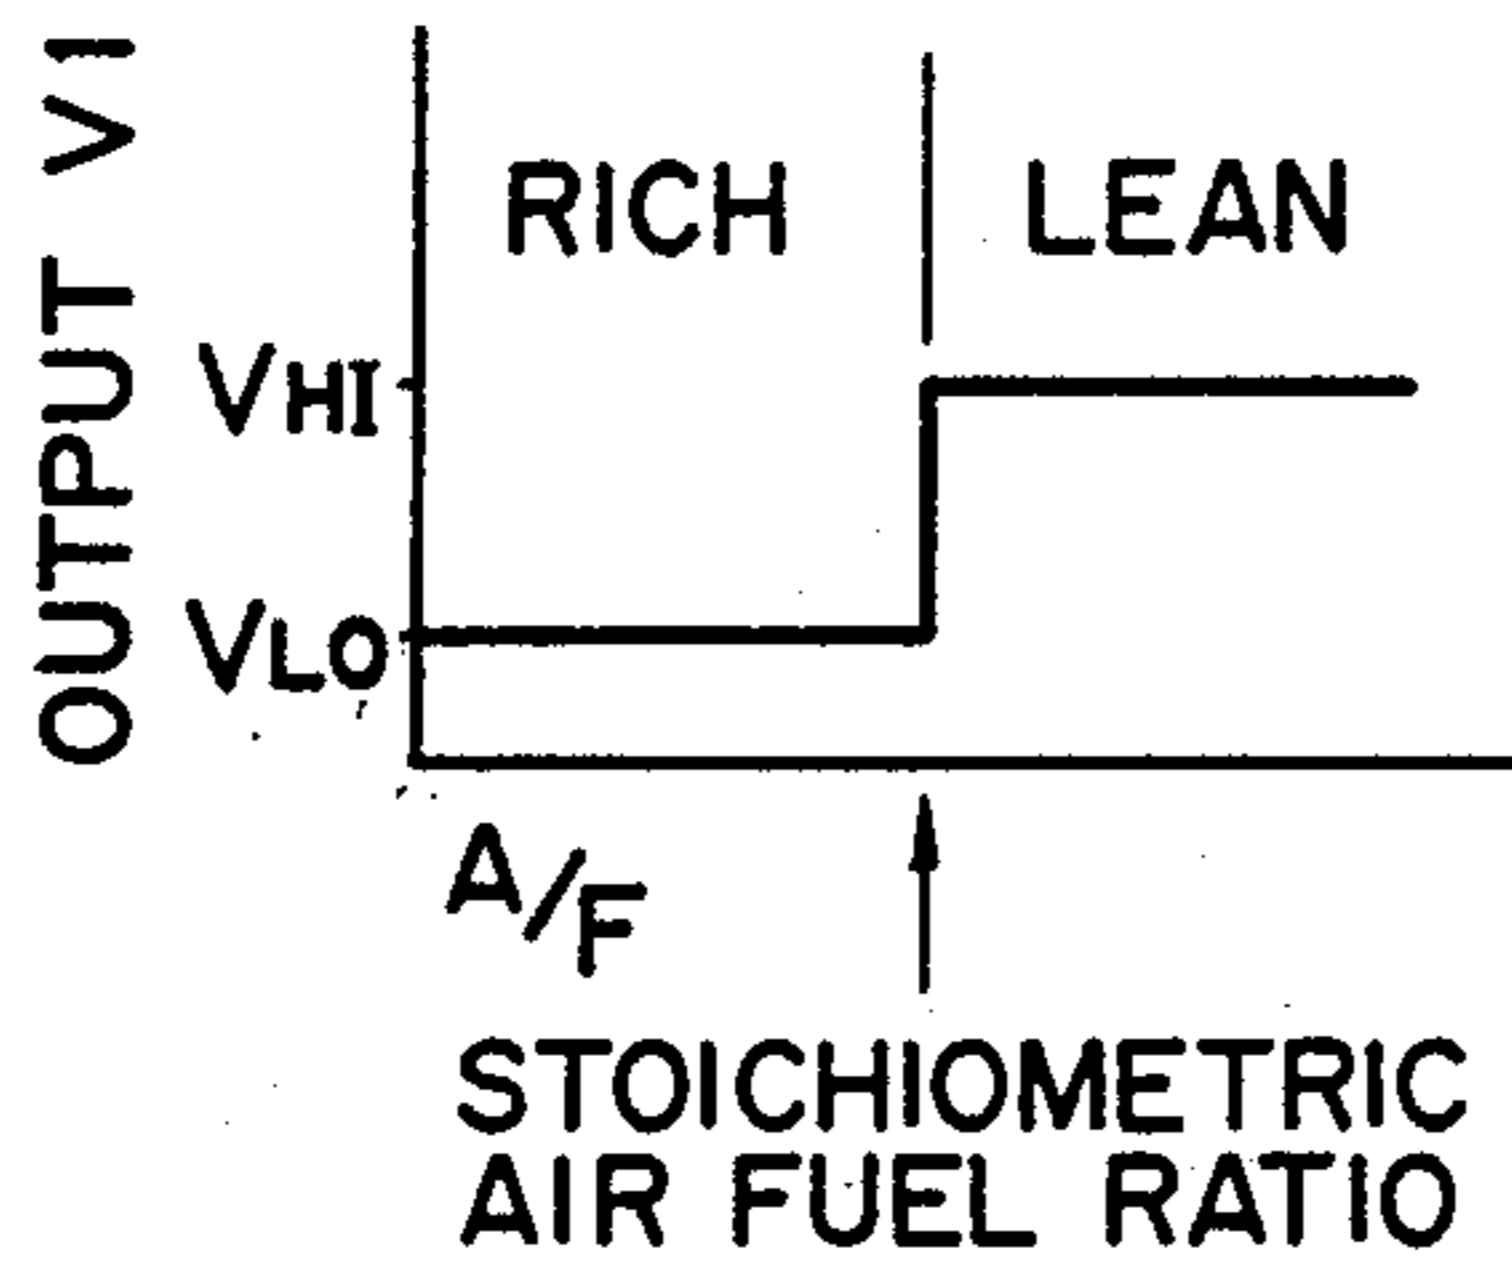 OUTPUT V1
RICH
LEAN
VHI
VLO
A/F
STOICHIOMETRIC
AIR FUEL RATIO